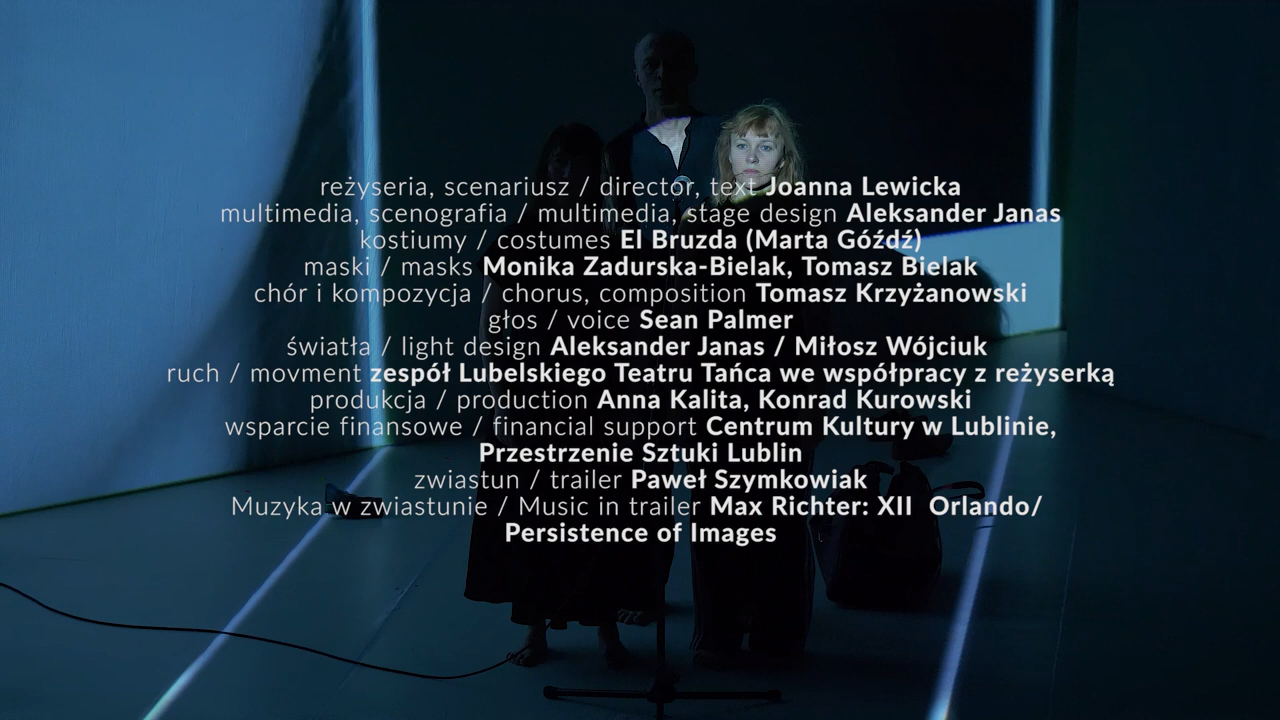 reżyseria, scenariusz / director, text Joanna Lewicka
multimedia, scenografia / multimedia, stage design Aleksander Janas
kostiumy / costumes El Bruzda (Marta Góźdź)
maski / masks Monika Zadurska-Bielak, Tomasz Bielak
chór i kompozycja / chorus, composition Tomasz Krzyżanowski
głos / voice Sean Palmer
światła / light design Aleksander Janas / Miłosz Wójciuk
ruch / movment zespół Lubelskiego Teatru Tańca we współpracy z reżyserką
produkcja / production Anna Kalita, Konrad Kurowski
wsparcie finansowe / financial support Centrum Kultury w Lublinie,
Przestrzenie Sztuki Lublin
zwiastun / trailer Paweł Szymkowiak
Muzyka w zwiastunie / Music in trailer Max Richter: XII  Orlando/
Persistence of Images